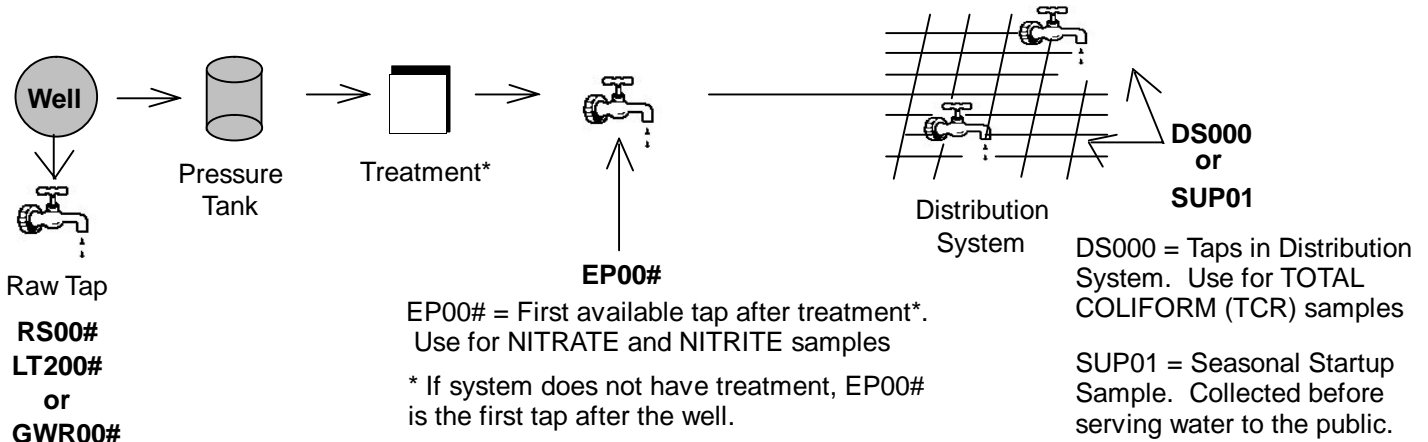 Well
Pressure
Tank
Treatment*
Raw Tap
RS00#
LT200#
or
GWR00#
EP00#
EP00# = First available tap after treatment*.
Use for NITRATE and NITRITE samples
* If system does not have treatment, EP00#
is the first tap after the well.
Distribution
System
DS000
or
SUP01
DS000 = Taps in Distribution
System. Use for TOTAL
COLIFORM (TCR) samples
SUP01 = Seasonal Startup
Sample. Collected before
serving water to the public.